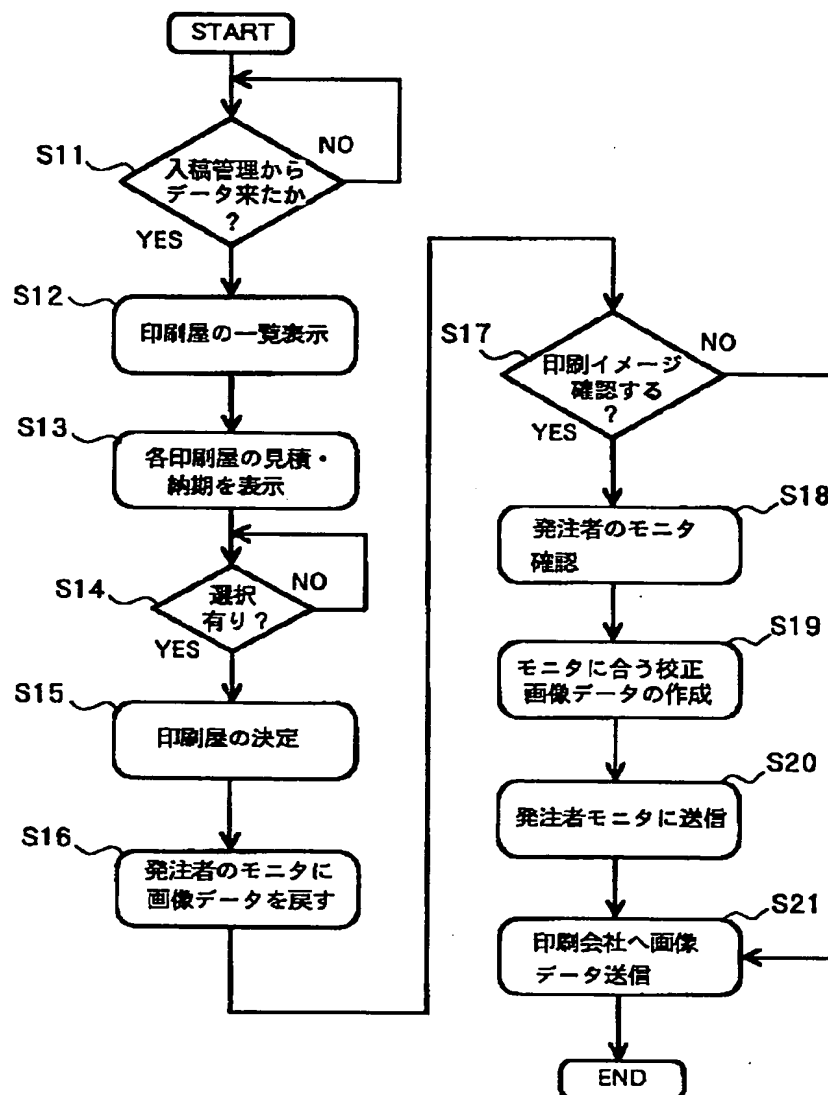 START
S11
入稿管理から
データ来たか
?
NO
YES
S12
印刷屋の一覧表示
S13
各印刷屋の見積・
納期を表示
S14
選択
有り?
NO
YES
S15
印刷屋の決定
S16
発注者のモニタに
画像データを戻す
S17
印刷イメージ
確認する
?
NO
YES
S18
発注者のモニタ
確認
S19
モニタに合う校正
画像データの作成
S20
発注者モニタに送信
S21
印刷会社へ画像
データ送信
END